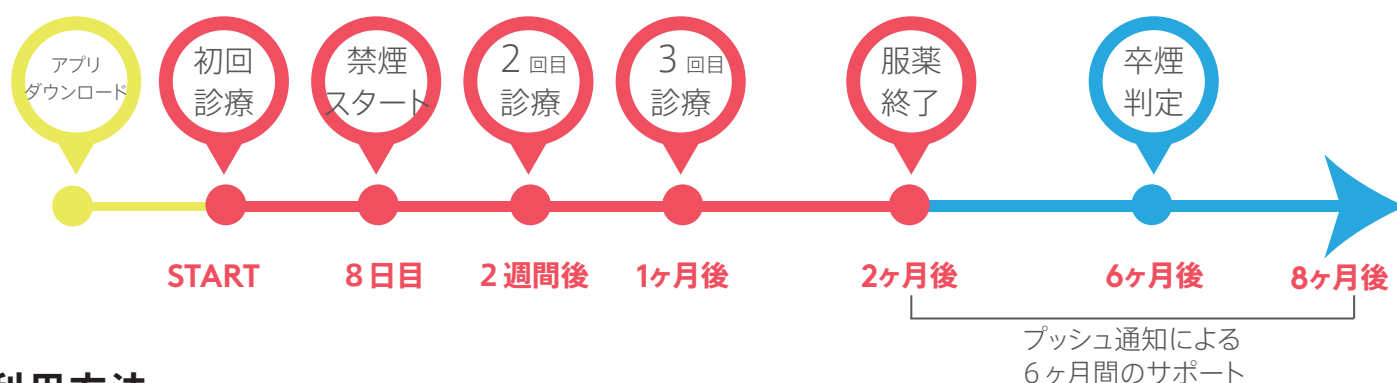 アプリ
ダウンロード
初回
診療
禁煙
スタート
2 回目
診療
3 回目
診療
服薬
終了
卒煙
判定
START
8日目
2週間後
1ヶ月後
2ヶ月後
6ヶ月後
8ヶ月後
プッシュ通知による
6ヶ月間のサポート